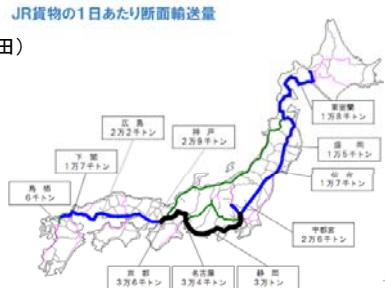 JR貨物の1日あたり断面輸送量
田）
東室蘭
1万8千トン
広島
2万2千トン
神戸
2万9千トン
盛岡
1万5千トン
下関
1万7千トン
仙台
1万7千トン
鳥栖
6千トン
宇都宮
2万6千トン
京都
3万6千トン
名古屋
3万4千トン
静岡
3万トン
3万